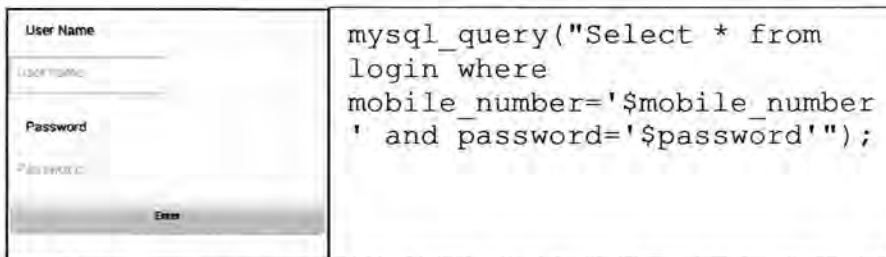 User Name
User name
Password
Password
Enter
mysql_query("Select * from
login where
mobile_number='$mobile_number
' and password='$password'");